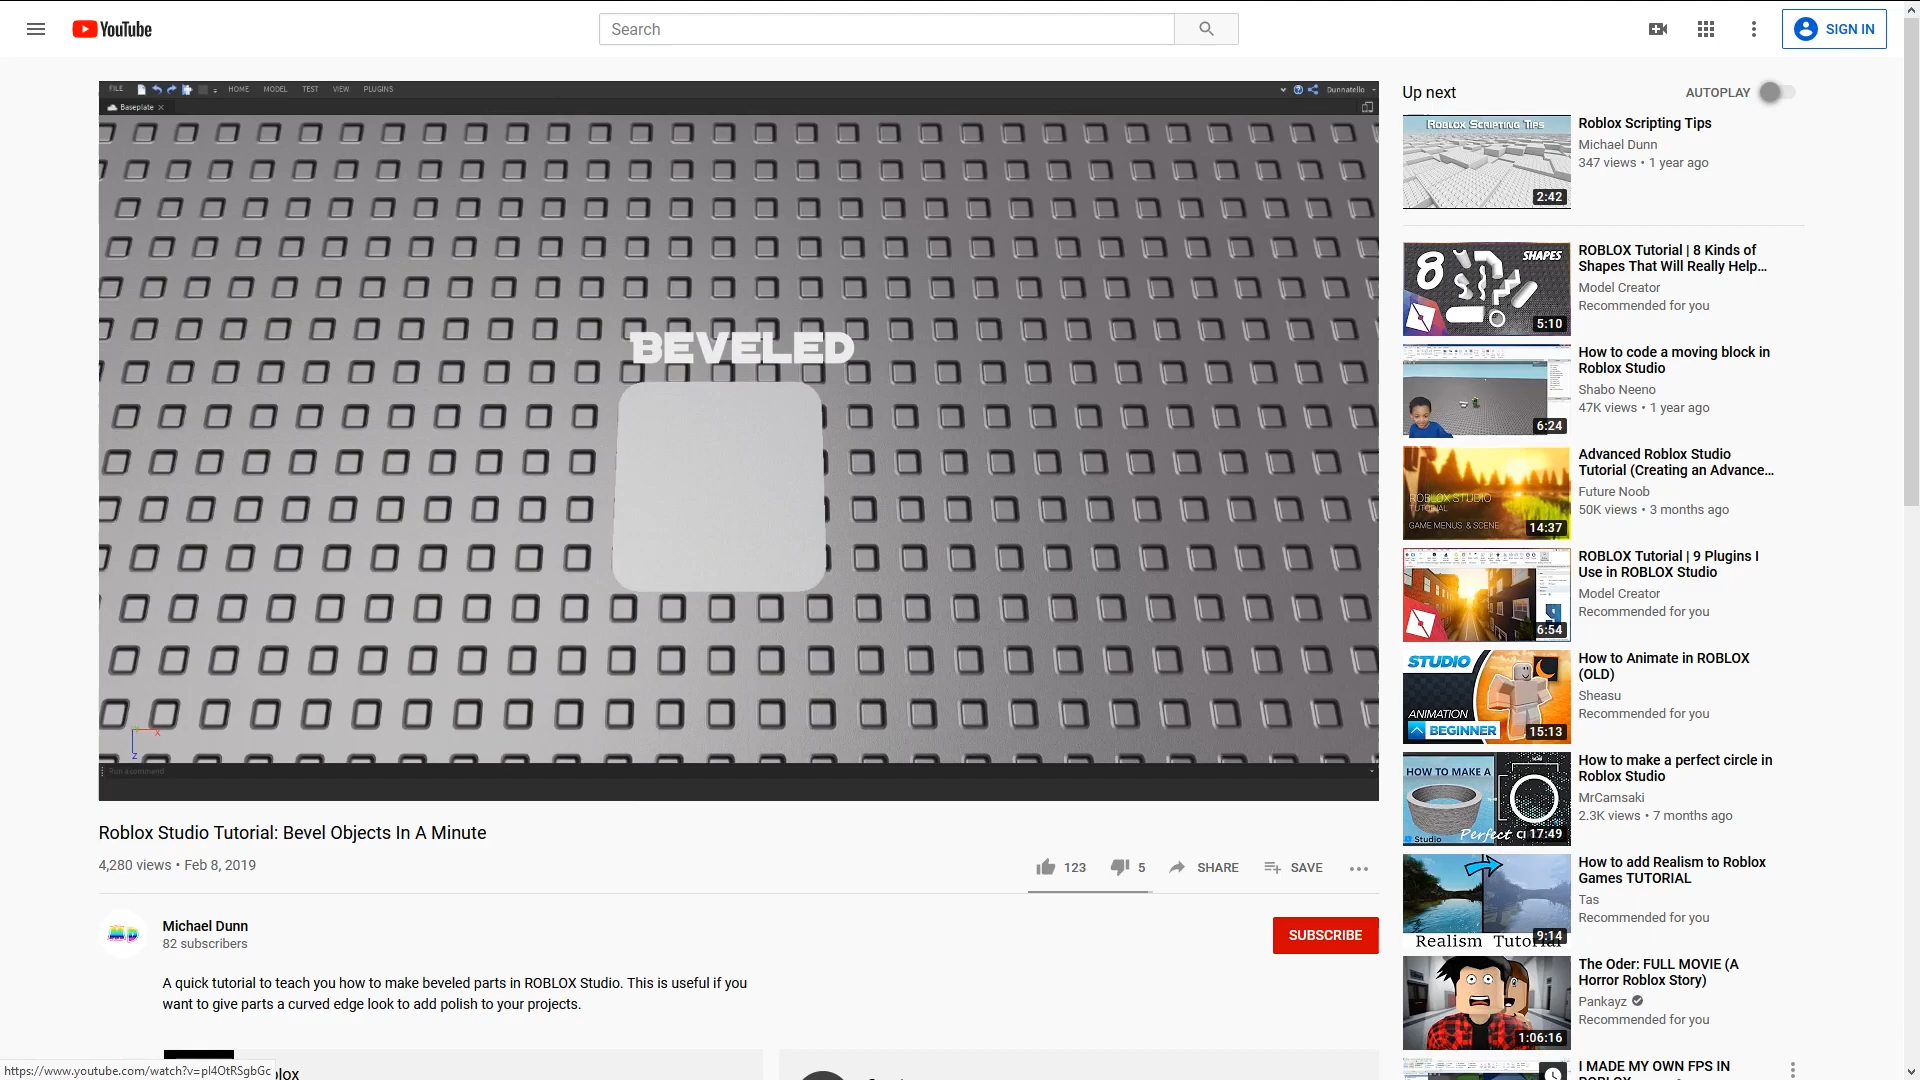 YouTube
Search
SIGN IN
FILE HOME MODEL TEST VIEW PLUGINS
Dunnatello
Baseplate
BEVELED
X
Z
Run a command
Roblox Studio Tutorial: Bevel Objects In A Minute
4,280 views • Feb 8, 2019
123 5 SHARE SAVE
Michael Dunn
82 subscribers
SUBSCRIBE
A quick tutorial to teach you how to make beveled parts in ROBLOX Studio. This is useful if you
want to give parts a curved edge look to add polish to your projects.
https://www.youtube.com/watch?v=pl4OtRSgbGc
Up next
AUTOPLAY
ROBLOX SCRIPTING TIPS
2:42
Roblox Scripting Tips
Michael Dunn
347 views • 1 year ago
8 SHAPES
5:10
ROBLOX Tutorial | 8 Kinds of
Shapes That Will Really Help...
Model Creator
Recommended for you
6:24
How to code a moving block in
Roblox Studio
Shabo Neeno
47K views • 1 year ago
ROBLOX STUDIO
TUTORIAL
GAME MENUS & SCENE
14:37
Advanced Roblox Studio
Tutorial (Creating an Advance...
Future Noob
50K views • 3 months ago
6:54
ROBLOX Tutorial | 9 Plugins I
Use in ROBLOX Studio
Model Creator
Recommended for you
STUDIO
ANIMATION
BEGINNER
15:13
How to Animate in ROBLOX
(OLD)
Sheasu
Recommended for you
HOW TO MAKE A
Studio
Perfect
17:49
How to make a perfect circle in
Roblox Studio
MrCamsaki
2.3K views • 7 months ago
Realism Tutorial
9:14
How to add Realism to Roblox
Games TUTORIAL
Tas
Recommended for you
1:06:16
The Oder: FULL MOVIE (A
Horror Roblox Story)
Pankayz
Recommended for you
I MADE MY OWN FPS IN